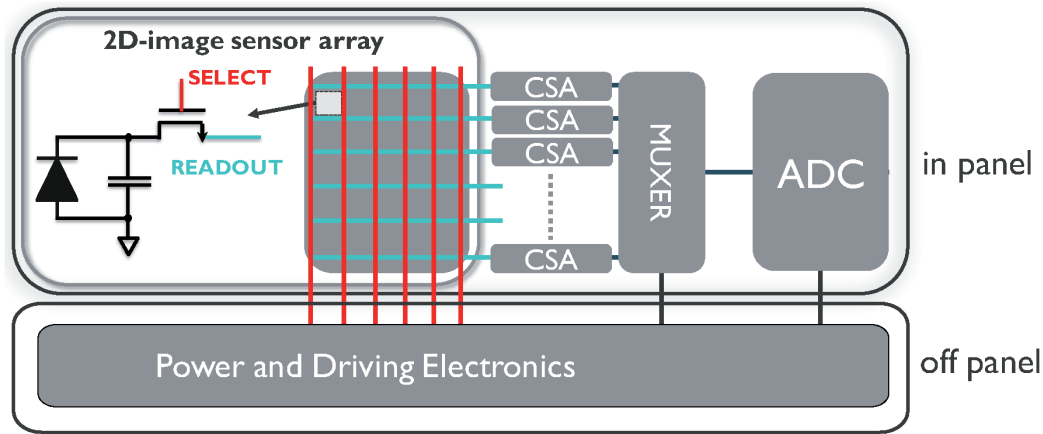 2D-image sensor array
SELECT
READOUT
CSA
CSA
CSA
CSA
MUXER
ADC
in panel
Power and Driving Electronics
off panel